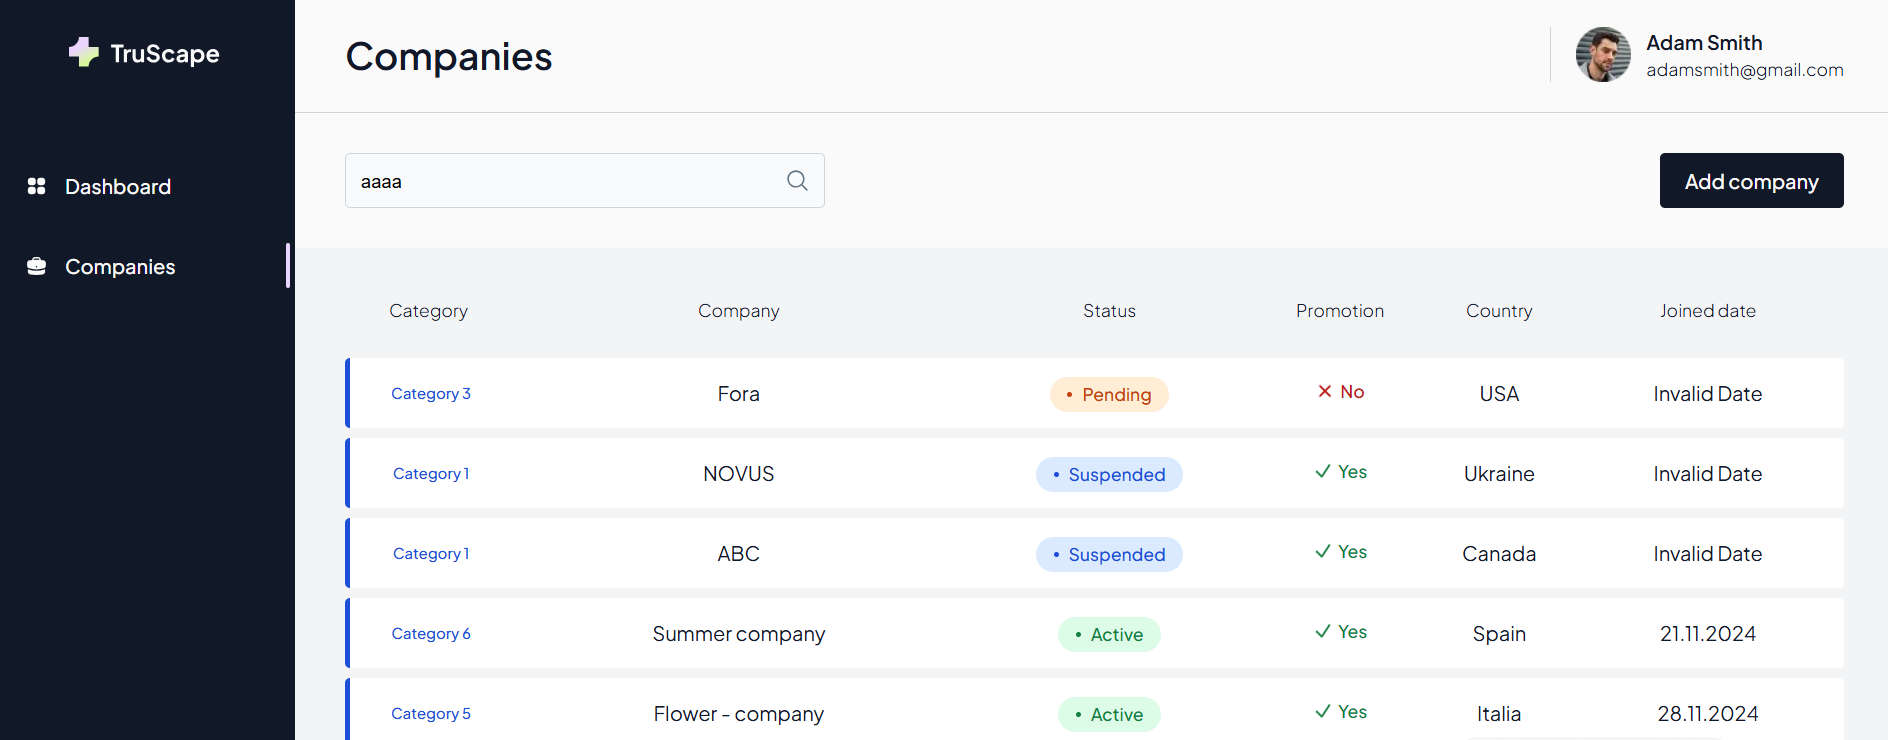 TruScape
Companies
Adam Smith
adamsmith@gmail.com
Dashboard
Companies
aaaa
Add company
Category Company Status Promotion Country Joined date
Category 3 Fora Pending No USA Invalid Date
Category 1 NOVUS Suspended Yes Ukraine Invalid Date
Category 1 ABC Suspended Yes Canada Invalid Date
Category 6 Summer company Active Yes Spain 21.11.2024
Category 5 Flower - company Active Yes Italia 28.11.2024